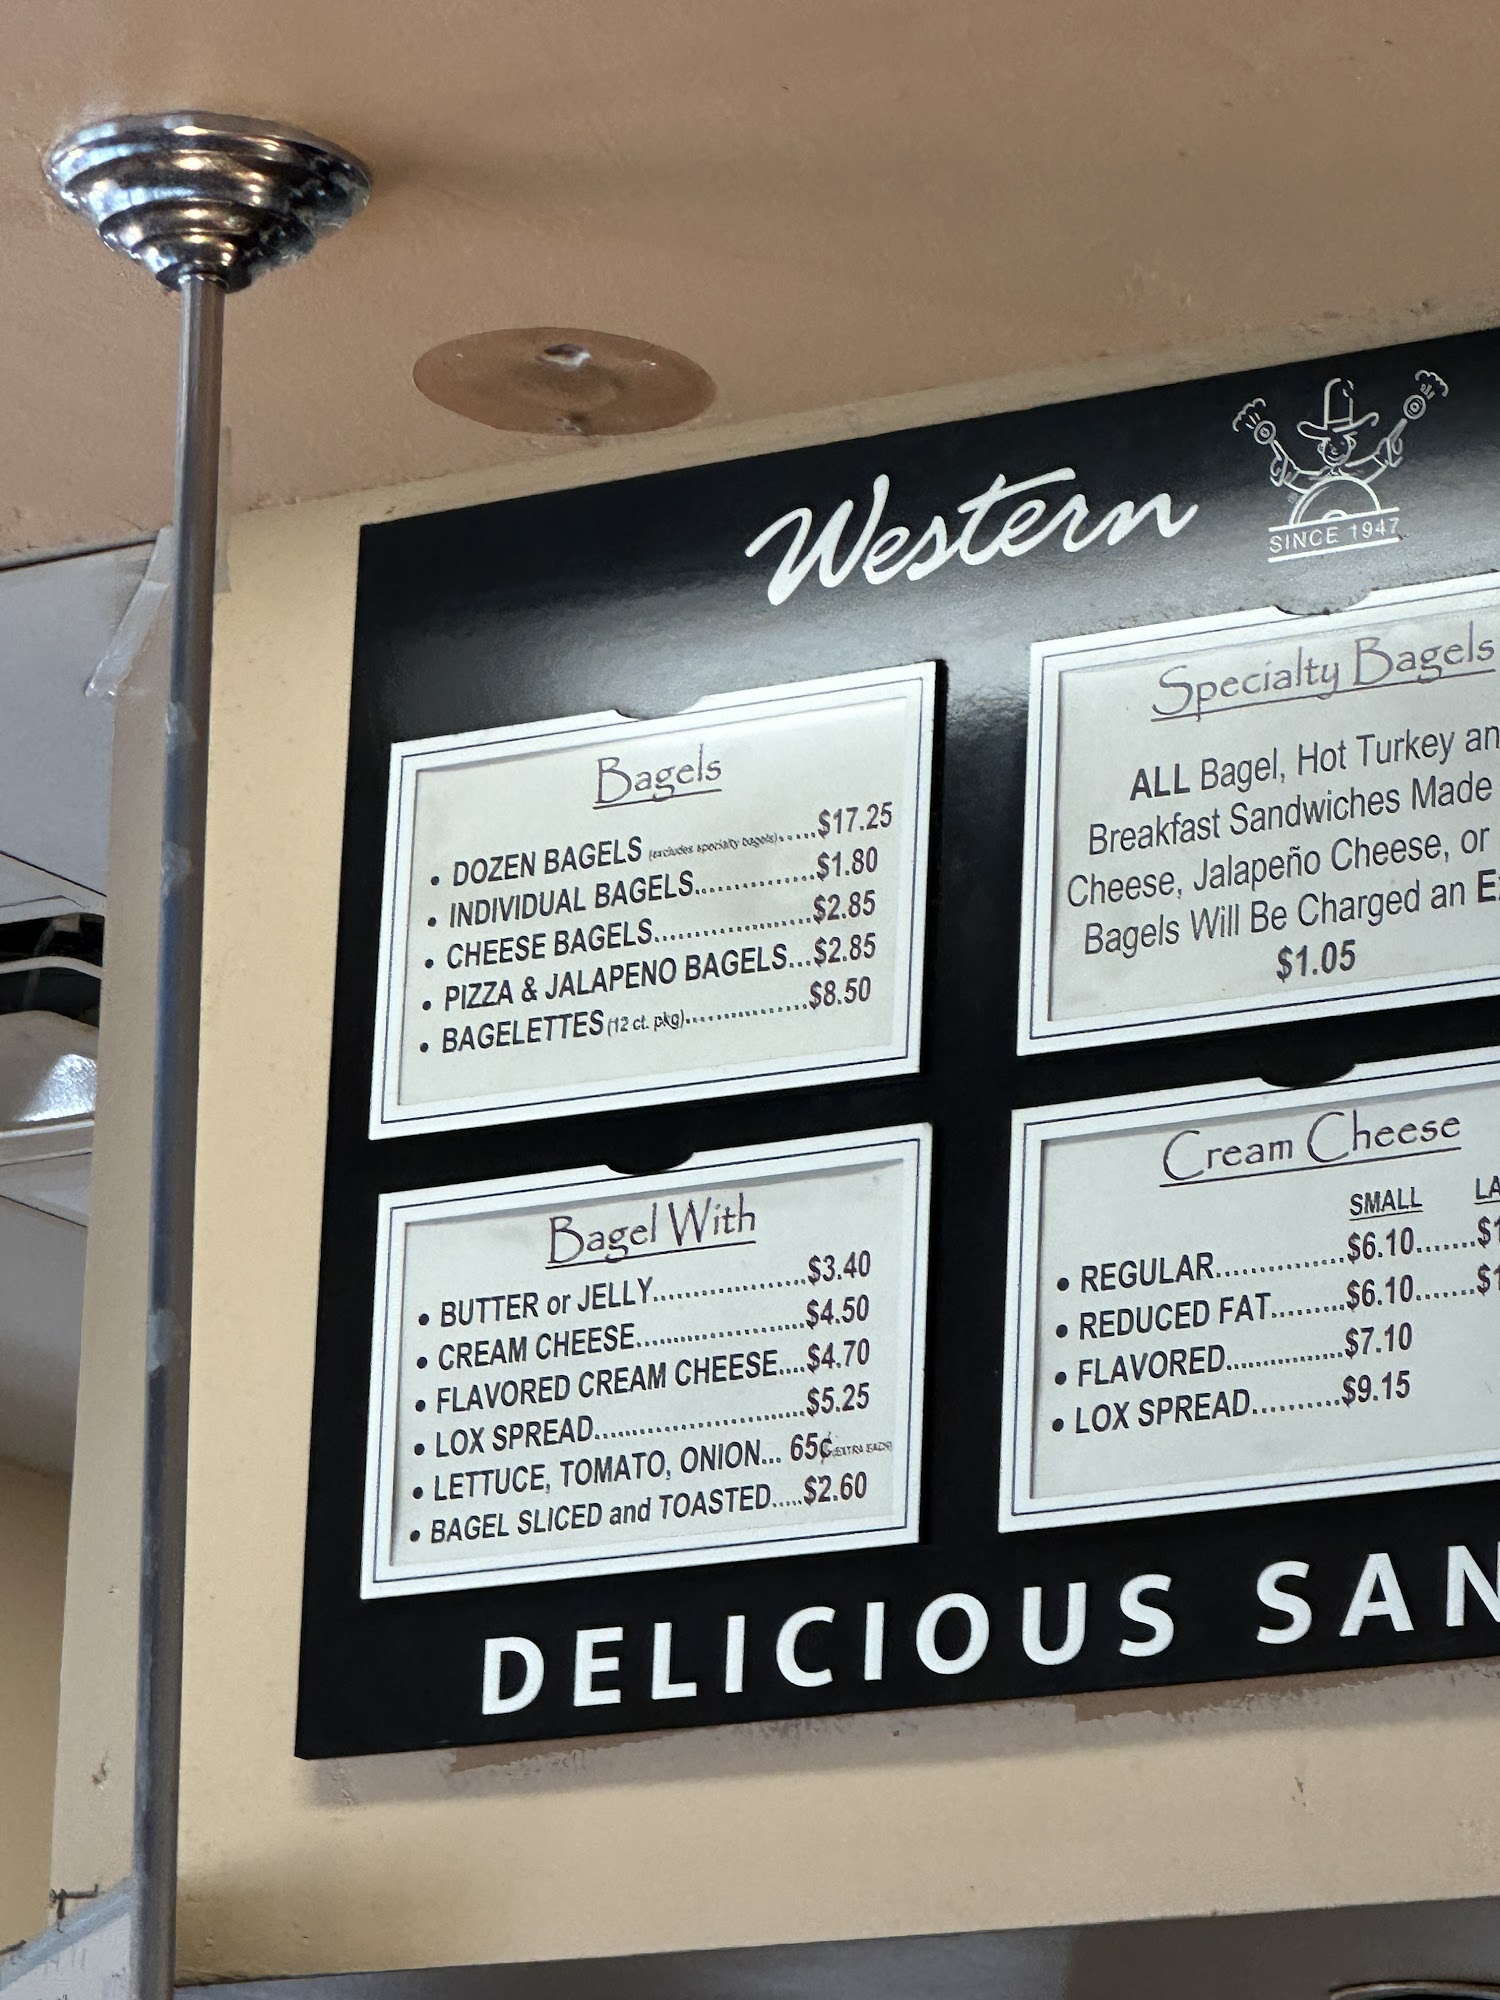 Western
SINCE 1947
Bagels
• DOZEN BAGELS (excludes specialty bagels)......$17.25
• INDIVIDUAL BAGELS...............$1.80
• CHEESE BAGELS....................$2.85
• PIZZA & JALAPENO BAGELS...$2.85
• BAGELETTES (12 ct. pkg)................$8.50
Specialty Bagels
ALL Bagel, Hot Turkey
Breakfast Sandwiches Made
Cheese, Jalapeño Cheese, or
Bagels Will Be Charged an
$1.05
Bagel With
• BUTTER or JELLY...................$3.40
• CREAM CHEESE.....................$4.50
• FLAVORED CREAM CHEESE....$4.70
• LOX SPREAD..........................$5.25
• LETTUCE, TOMATO, ONION... 65¢ (EXTRA EACH)
• BAGEL SLICED and TOASTED.....$2.60
Cream Cheese
SMALL
• REGULAR................$6.10.......
• REDUCED FAT.........$6.10.......
• FLAVORED...............$7.10
• LOX SPREAD..........$9.15
DELICIOUS